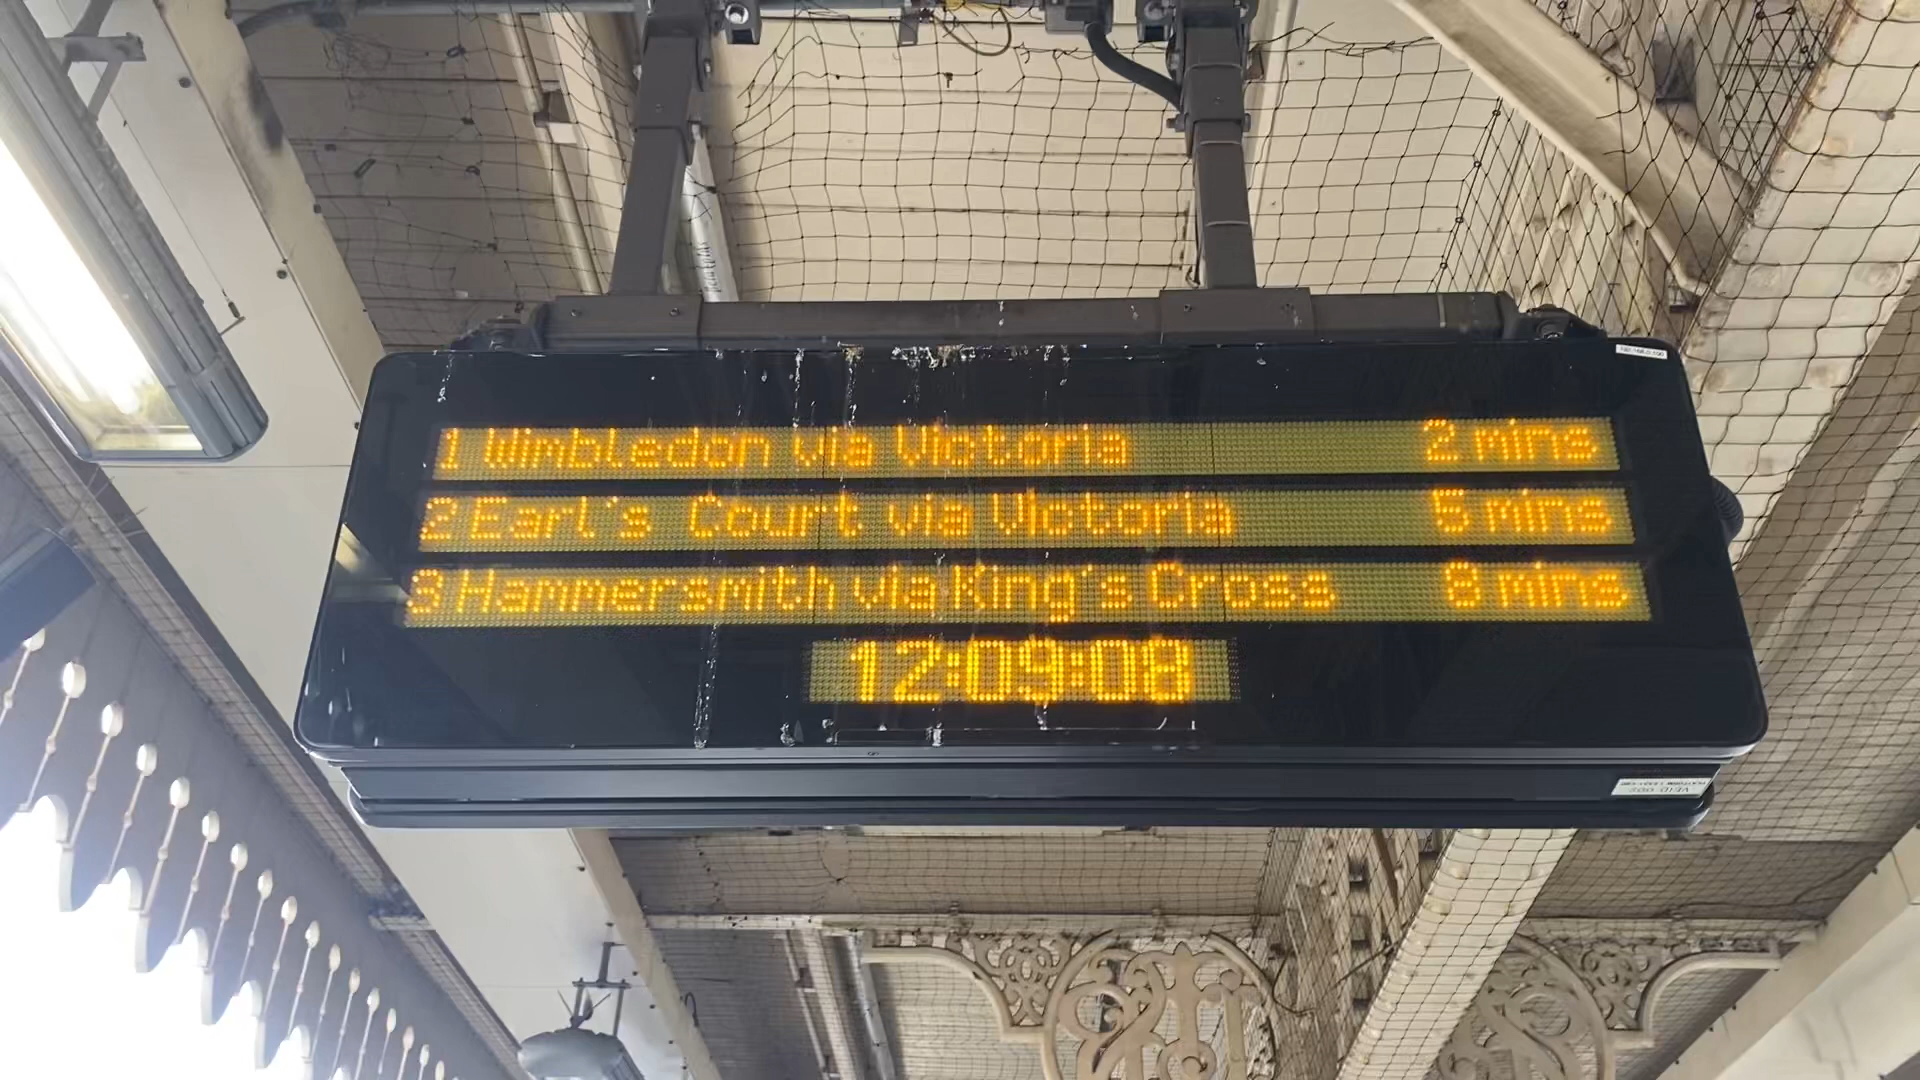 1 Wimbledon via Victoria 2 mins
2 Earl's Court via Victoria 5 mins
3 Hammersmith via King's Cross 8 mins
12:09:08